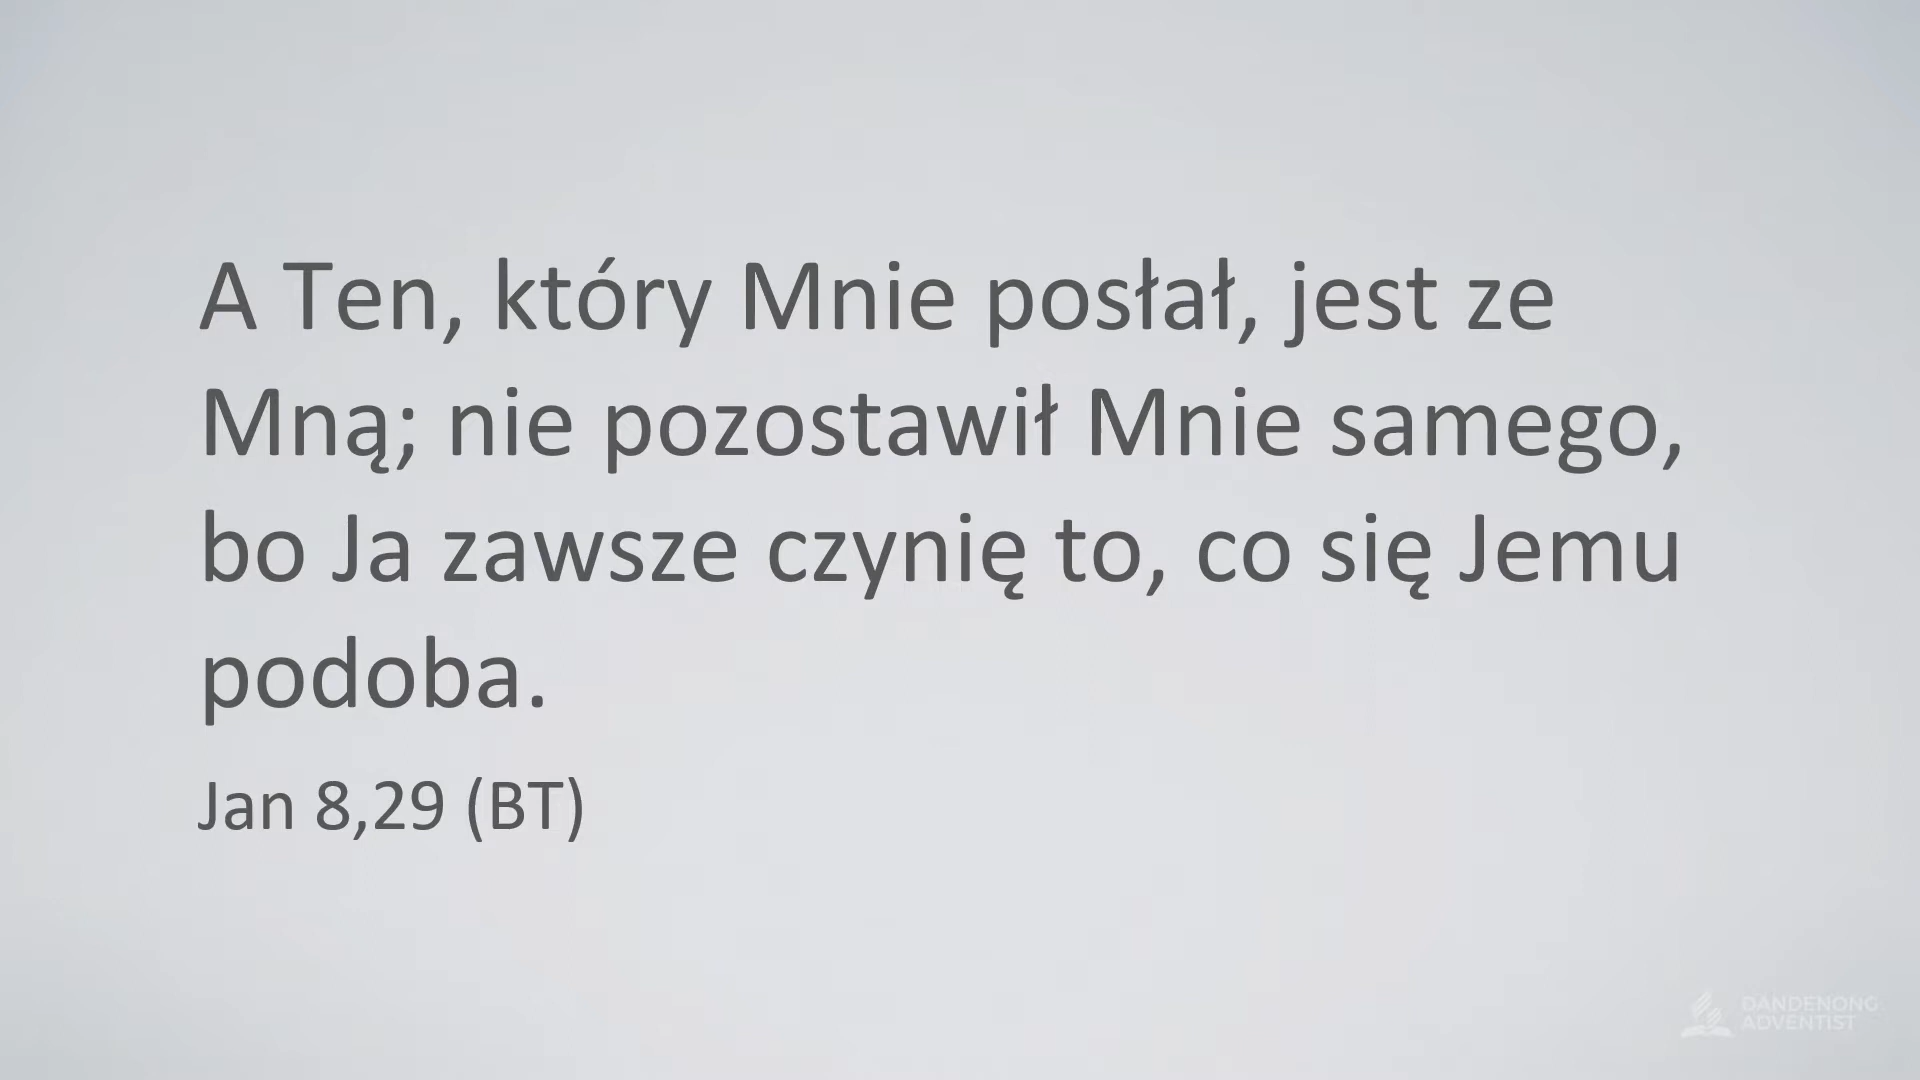 A Ten, który Mnie posłał, jest ze
Mną; nie pozostawił Mnie samego,
bo Ja zawsze czynię to, co się Jemu
podoba.
Jan 8,29 (BT)
DANDENONG
ADVENTIST